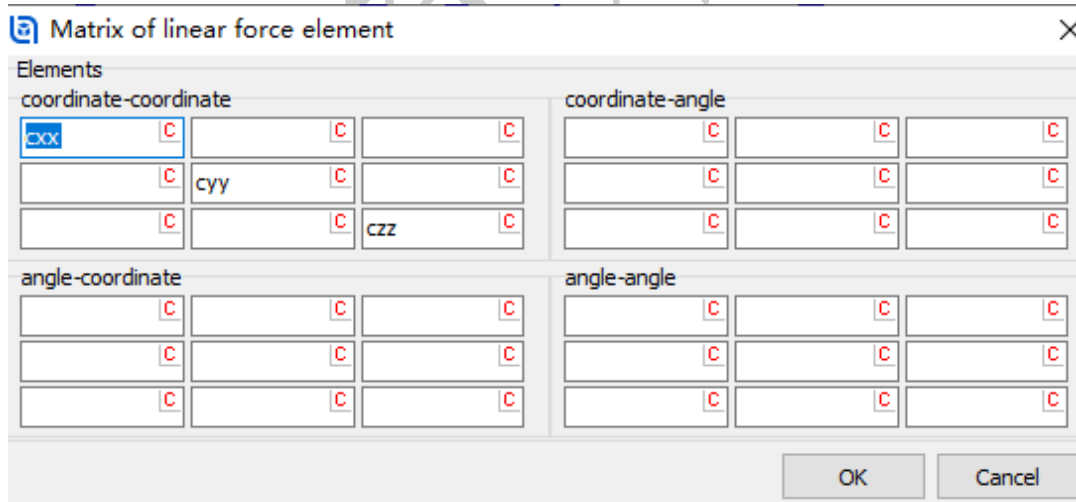 Matrix of linear force element
Elements
coordinate-coordinate
coordinate-angle
cxx C C C C C C
C cyy C C C C C
C C czz C C C C
angle-coordinate
angle-angle
C C C C C C
C C C C C C
C C C C C C
OK Cancel